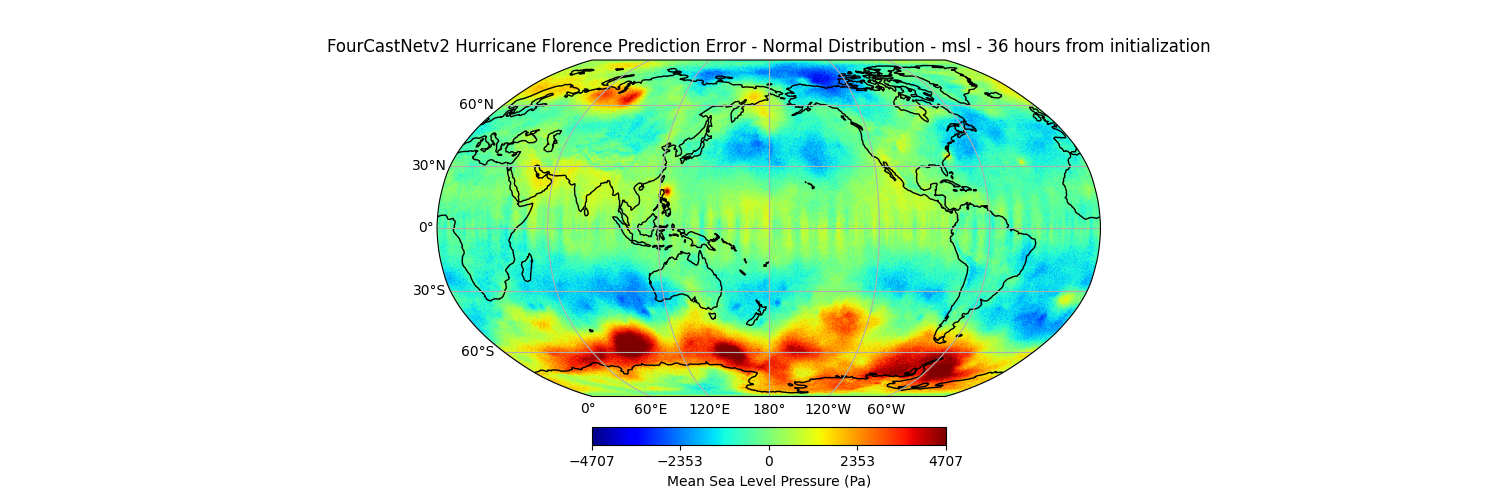 FourCastNetv2 Hurricane Florence Prediction Error - Normal Distribution - msl - 36 hours from initialization
60°N
30°N
0°
30°S
60°S
0° 60°E 120°E 180° 120°W 60°W
−4707 −2353 0 2353 4707
Mean Sea Level Pressure (Pa)